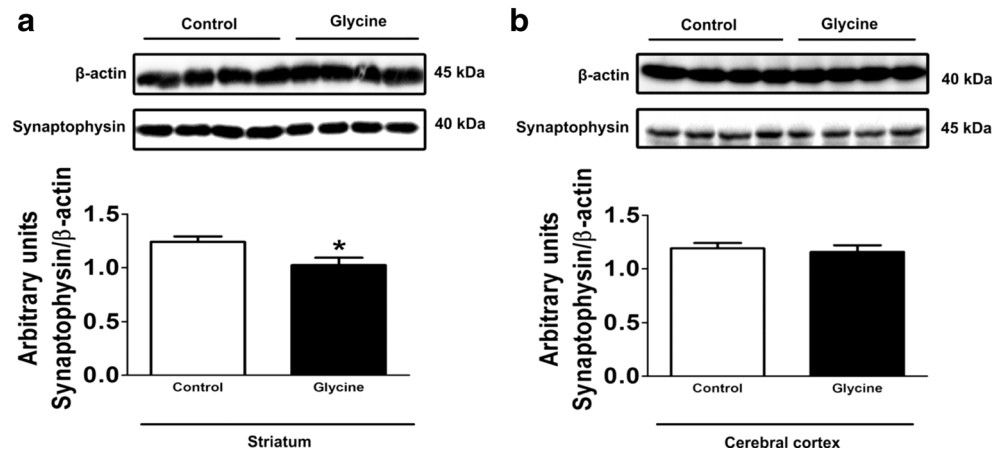 a
Control Glycine
β-actin 45 kDa
Synaptophysin 40 kDa
Arbitrary units
Synaptophysin/β-actin
1.5
1.0
0.5
0.0
*
Control Glycine
Striatum
b
Control Glycine
β-actin 40 kDa
Synaptophysin 45 kDa
Arbitrary units
Synaptophysin/β-actin
1.5
1.0
0.5
0.0
Control Glycine
Cerebral cortex